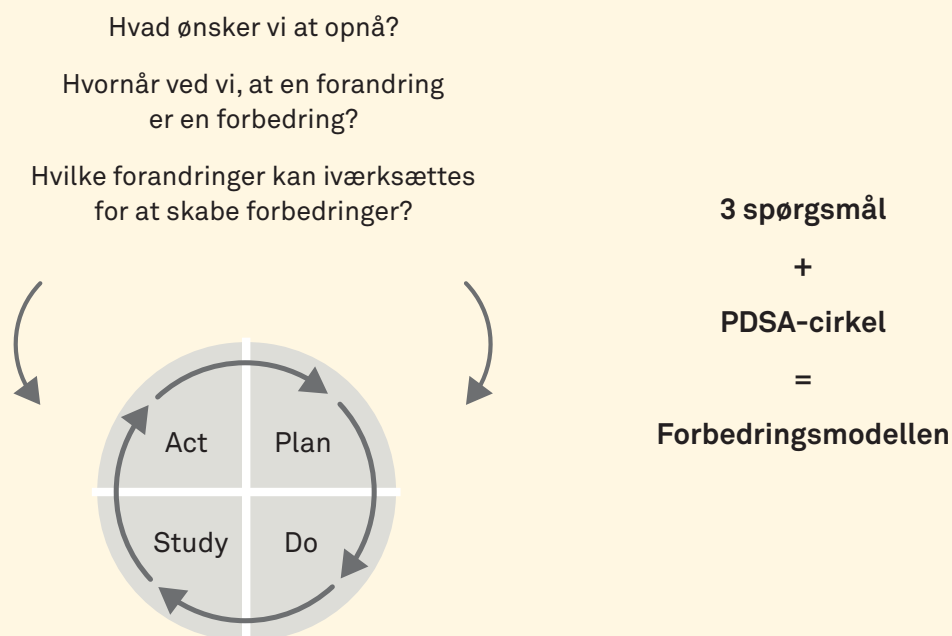 Hvad ønsker vi at opnå?
Hvornår ved vi, at en forandring
er en forbedring?
Hvilke forandringer kan iværksættes
for at skabe forbedringer?
Act
Plan
Study
Do
3 spørgsmål
+
PDSA-cirkel
=
Forbedringsmodellen